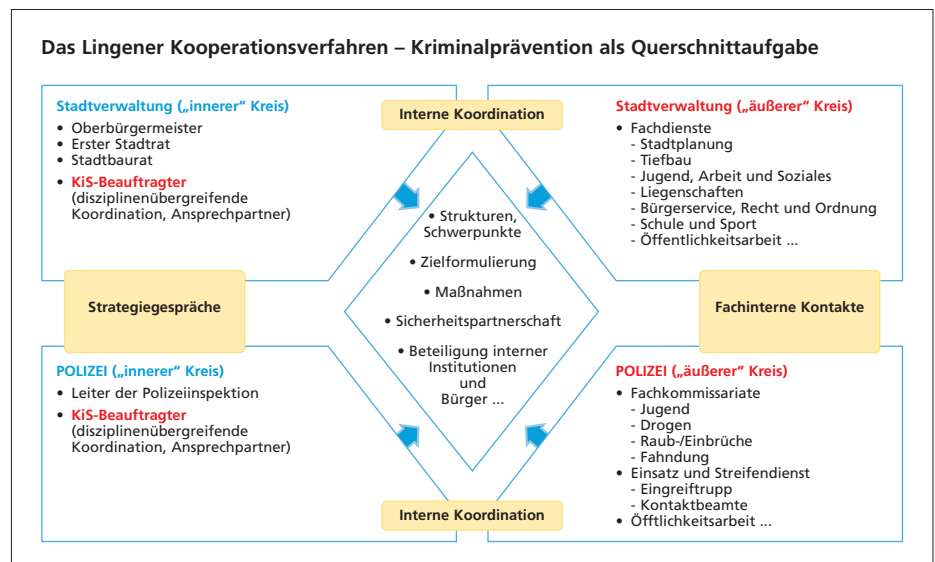 Das Lingener Kooperationsverfahren – Kriminalprävention als Querschnittaufgabe
Stadtverwaltung („innerer“ Kreis)
• Oberbürgermeister
• Erster Stadtrat
• Stadtbaurat
• KiS-Beauftragter
(disziplinenübergreifende
Koordination, Ansprechpartner)
Interne Koordination
Stadtverwaltung („äußerer“ Kreis)
• Fachdienste
- Stadtplanung
- Tiefbau
- Jugend, Arbeit und Soziales
- Liegenschaften
- Bürgerservice, Recht und Ordnung
- Schule und Sport
- Öffentlichkeitsarbeit ...
• Strukturen,
Schwerpunkte
• Zielformulierung
• Maßnahmen
• Sicherheitspartnerschaft
• Beteiligung interner
Institutionen
und
Bürger ...
Strategiegespräche
Fachinterne Kontakte
POLIZEI („innerer“ Kreis)
• Leiter der Polizeiinspektion
• KiS-Beauftragter
(disziplinenübergreifende
Koordination, Ansprechpartner)
POLIZEI („äußerer“ Kreis)
• Fachkommissariate
- Jugend
- Drogen
- Raub-/Einbrüche
- Fahndung
• Einsatz und Streifendienst
- Eingreiftrupp
- Kontaktbeamte
• Öfftlichkeitsarbeit ...
Interne Koordination